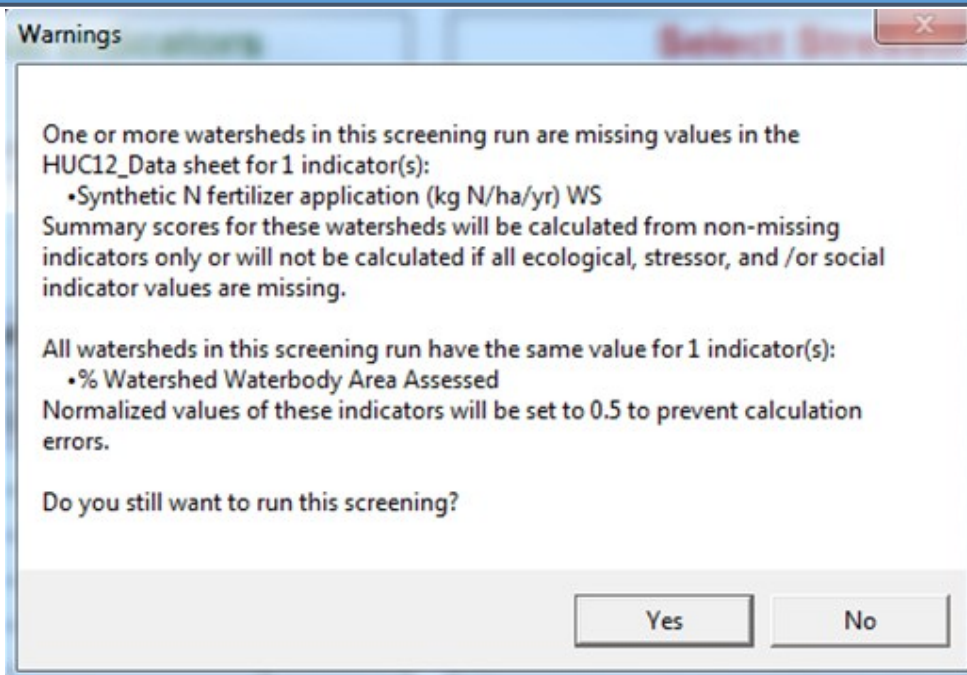 Warnings
Indicators
Select Stressor
One or more watersheds in this screening run are missing values in the
HUC12_Data sheet for 1 indicator(s):
•Synthetic N fertilizer application (kg N/ha/yr) WS
Summary scores for these watersheds will be calculated from non-missing
indicators only or will not be calculated if all ecological, stressor, and /or social
indicator values are missing.
All watersheds in this screening run have the same value for 1 indicator(s):
•% Watershed Waterbody Area Assessed
Normalized values of these indicators will be set to 0.5 to prevent calculation
errors.
Do you still want to run this screening?
Yes
No